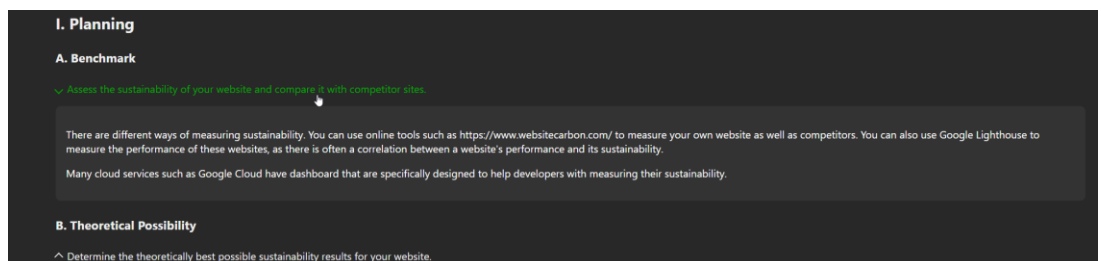 I. Planning
A. Benchmark
Assess the sustainability of your website and compare it with competitor sites.
There are different ways of measuring sustainability. You can use online tools such as https://www.websitecarbon.com/ to measure your own website as well as competitors. You can also use Google Lighthouse to
measure the performance of these websites, as there is often a correlation between a website's performance and its sustainability.
Many cloud services such as Google Cloud have dashboard that are specifically designed to help developers with measuring their sustainability.
B. Theoretical Possibility
Determine the theoretically best possible sustainability results for your website.